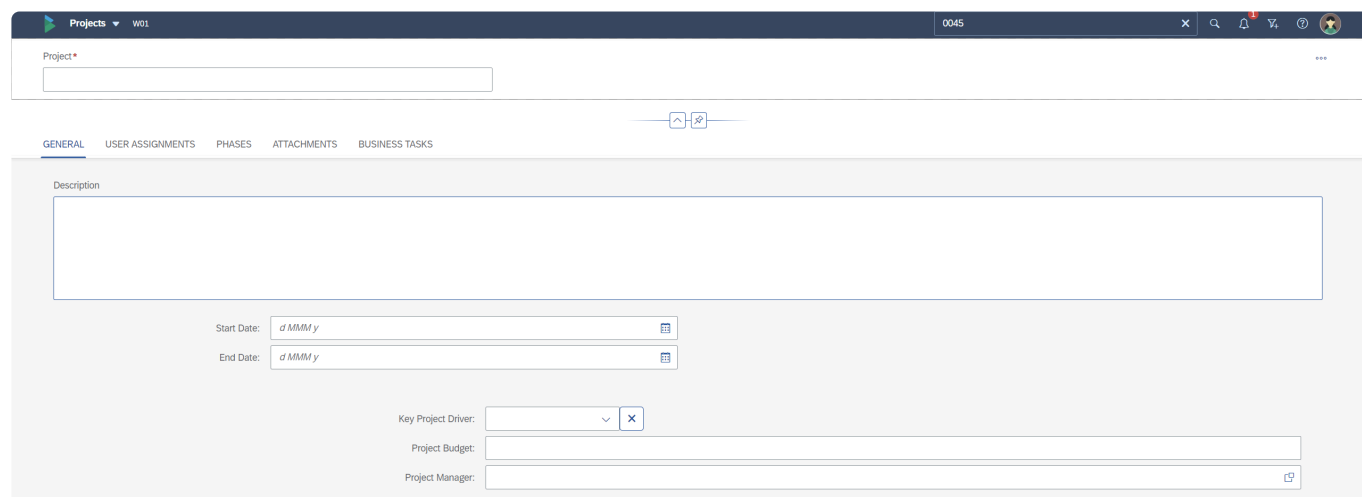 Projects W01 0045 1
Project*
GENERAL USER ASSIGNMENTS PHASES ATTACHMENTS BUSINESS TASKS
Description
Start Date: d MMM y
End Date: d MMM y
Key Project Driver:
Project Budget:
Project Manager: